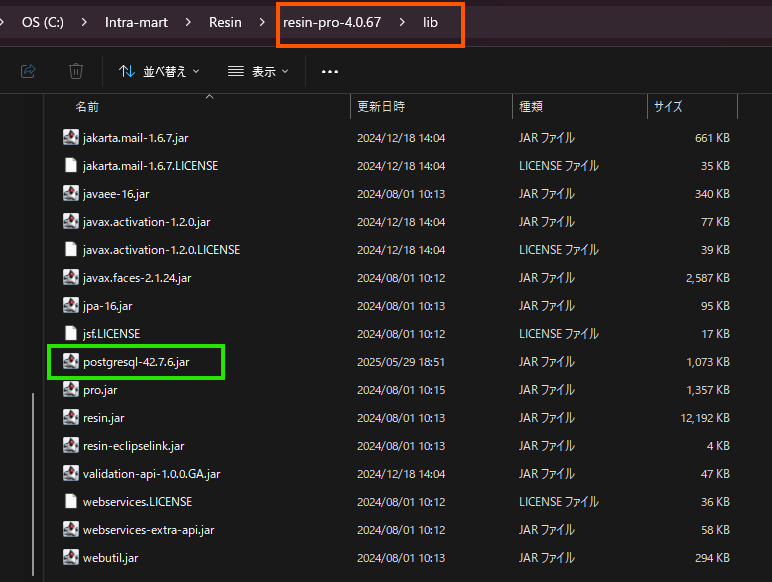 OS (C:) > Intra-mart > Resin > resin-pro-4.0.67 > lib
並べ替え 表示
名前 更新日時 種類 サイズ
jakarta.mail-1.6.7.jar 2024/12/18 14:04 JAR ファイル 661 KB
jakarta.mail-1.6.7.LICENSE 2024/12/18 14:04 LICENSE ファイル 35 KB
javaee-16.jar 2024/08/01 10:13 JAR ファイル 340 KB
javax.activation-1.2.0.jar 2024/12/18 14:04 JAR ファイル 77 KB
javax.activation-1.2.0.LICENSE 2024/12/18 14:04 LICENSE ファイル 39 KB
javax.faces-2.1.24.jar 2024/08/01 10:12 JAR ファイル 2,587 KB
jpa-16.jar 2024/08/01 10:13 JAR ファイル 95 KB
jsf.LICENSE 2024/08/01 10:12 LICENSE ファイル 17 KB
postgresql-42.7.6.jar 2025/05/29 18:51 JAR ファイル 1,073 KB
pro.jar 2024/08/01 10:15 JAR ファイル 1,357 KB
resin.jar 2024/08/01 10:13 JAR ファイル 12,192 KB
resin-eclipselink.jar 2024/08/01 10:13 JAR ファイル 4 KB
validation-api-1.0.0.GA.jar 2024/12/18 14:04 JAR ファイル 47 KB
webservices.LICENSE 2024/08/01 10:12 LICENSE ファイル 36 KB
webservices-extra-api.jar 2024/08/01 10:12 JAR ファイル 58 KB
webutil.jar 2024/08/01 10:13 JAR ファイル 294 KB